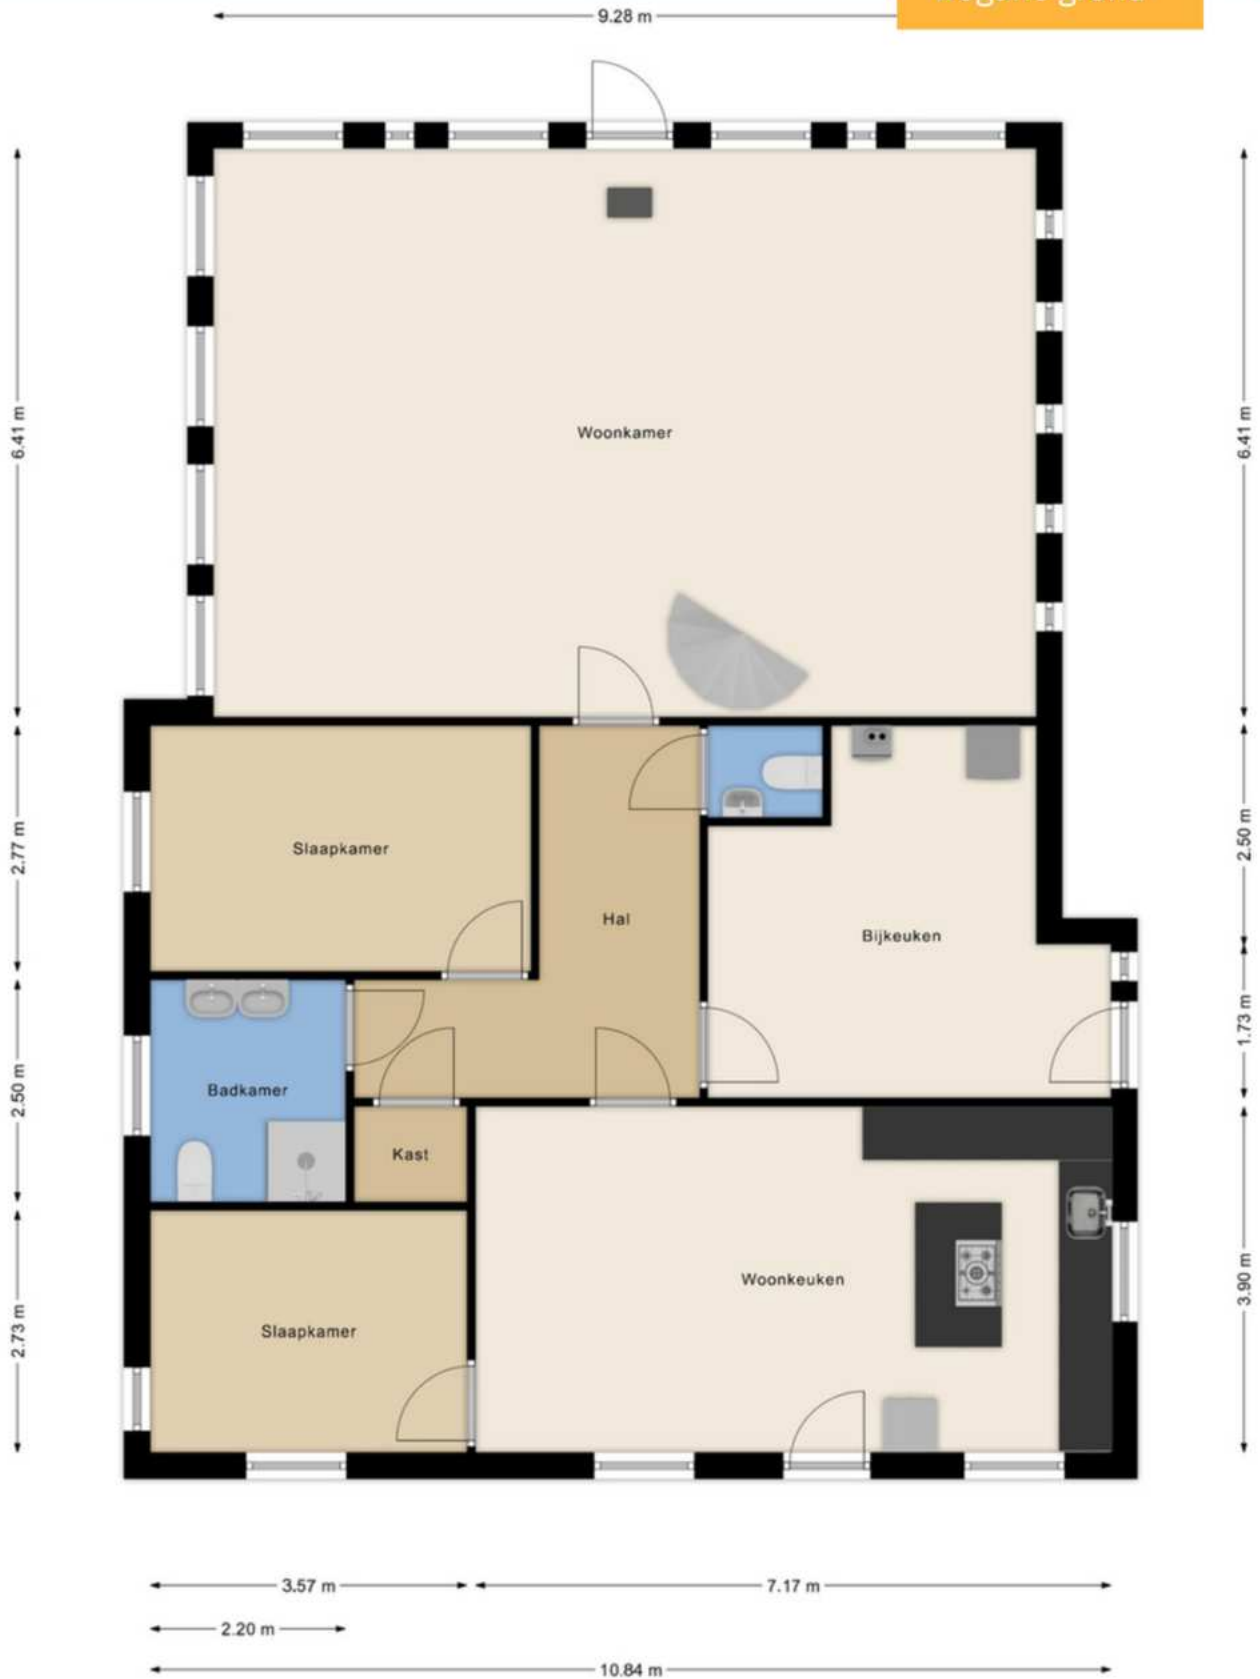 9.28 m
6.41 m
6.41 m
Woonkamer
Slaapkamer
2.77 m
2.50 m
Hal
Bijkeuken
1.73 m
2.50 m
Badkamer
Kast
Woonkeuken
3.90 m
Slaapkamer
2.73 m
3.57 m
7.17 m
2.20 m
10.84 m